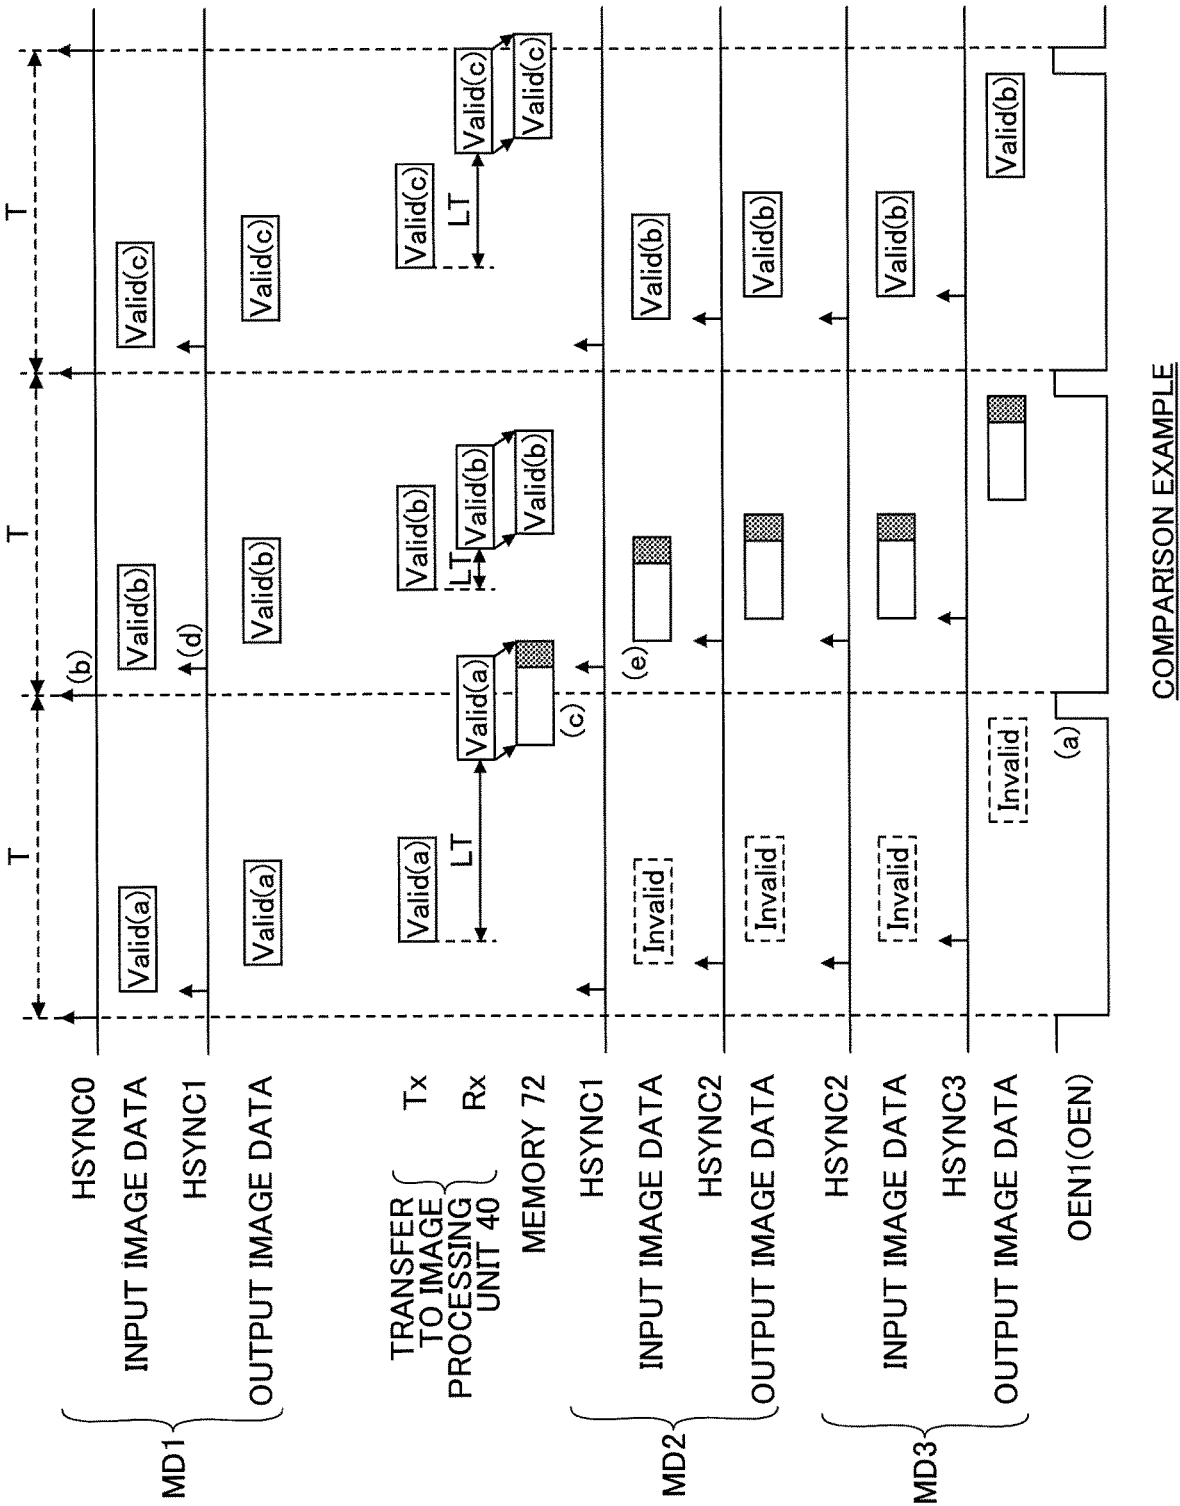 T T T
HSYNC0
(b)
INPUT IMAGE DATA
Valid(a) Valid(b) Valid(c)
HSYNC1
(d)
OUTPUT IMAGE DATA
Valid(a) Valid(b) Valid(c)
MD1
TRANSFER
TO IMAGE
PROCESSING
UNIT 40
Tx
Valid(a) Valid(b) Valid(c)
LT LT LT
Rx
Valid(a) Valid(b) Valid(c)
MEMORY 72
Valid(b) Valid(c)
(c)
HSYNC1
(e)
INPUT IMAGE DATA
Invalid Valid(b)
HSYNC2
OUTPUT IMAGE DATA
Invalid Valid(b)
MD2
HSYNC2
INPUT IMAGE DATA
Invalid Valid(b)
HSYNC3
OUTPUT IMAGE DATA
Invalid Valid(b)
MD3
(a)
OEN1(OEN)
COMPARISON EXAMPLE